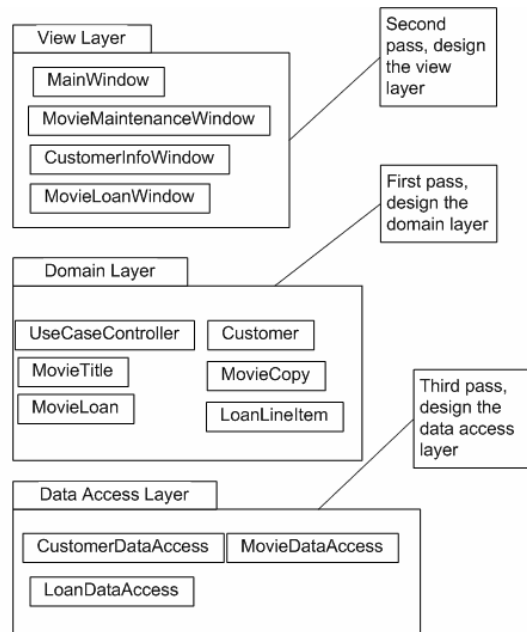 View Layer
MainWindow
MovieMaintenanceWindow
CustomerInfoWindow
MovieLoanWindow
Second
pass, design
the view
layer
First pass,
design the
domain layer
Domain Layer
UseCaseController
Customer
MovieTitle
MovieCopy
MovieLoan
LoanLineItem
Third pass,
design the
data access
layer
Data Access Layer
CustomerDataAccess
MovieDataAccess
LoanDataAccess